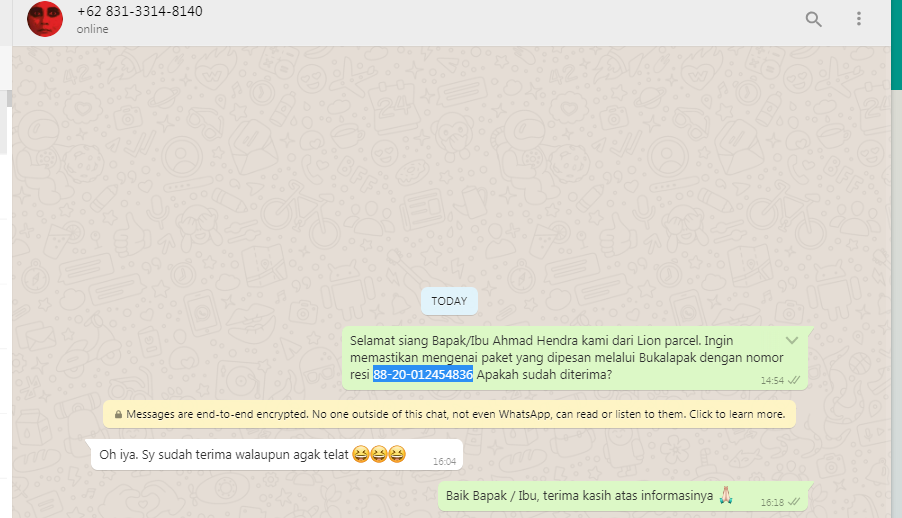 +62 831-3314-8140
online
TODAY
Selamat siang Bapak/Ibu Ahmad Hendra kami dari Lion parcel. Ingin
memastikan mengenai paket yang dipesan melalui Bukalapak dengan nomor
resi 88-20-012454836 Apakah sudah diterima?
14:54
Messages are end-to-end encrypted. No one outside of this chat, not even WhatsApp, can read or listen to them. Click to learn more.
Oh iya. Sy sudah terima walaupun agak telat 😆😆😆
16:04
Baik Bapak / Ibu, terima kasih atas informasinya 🙏🏻
16:18